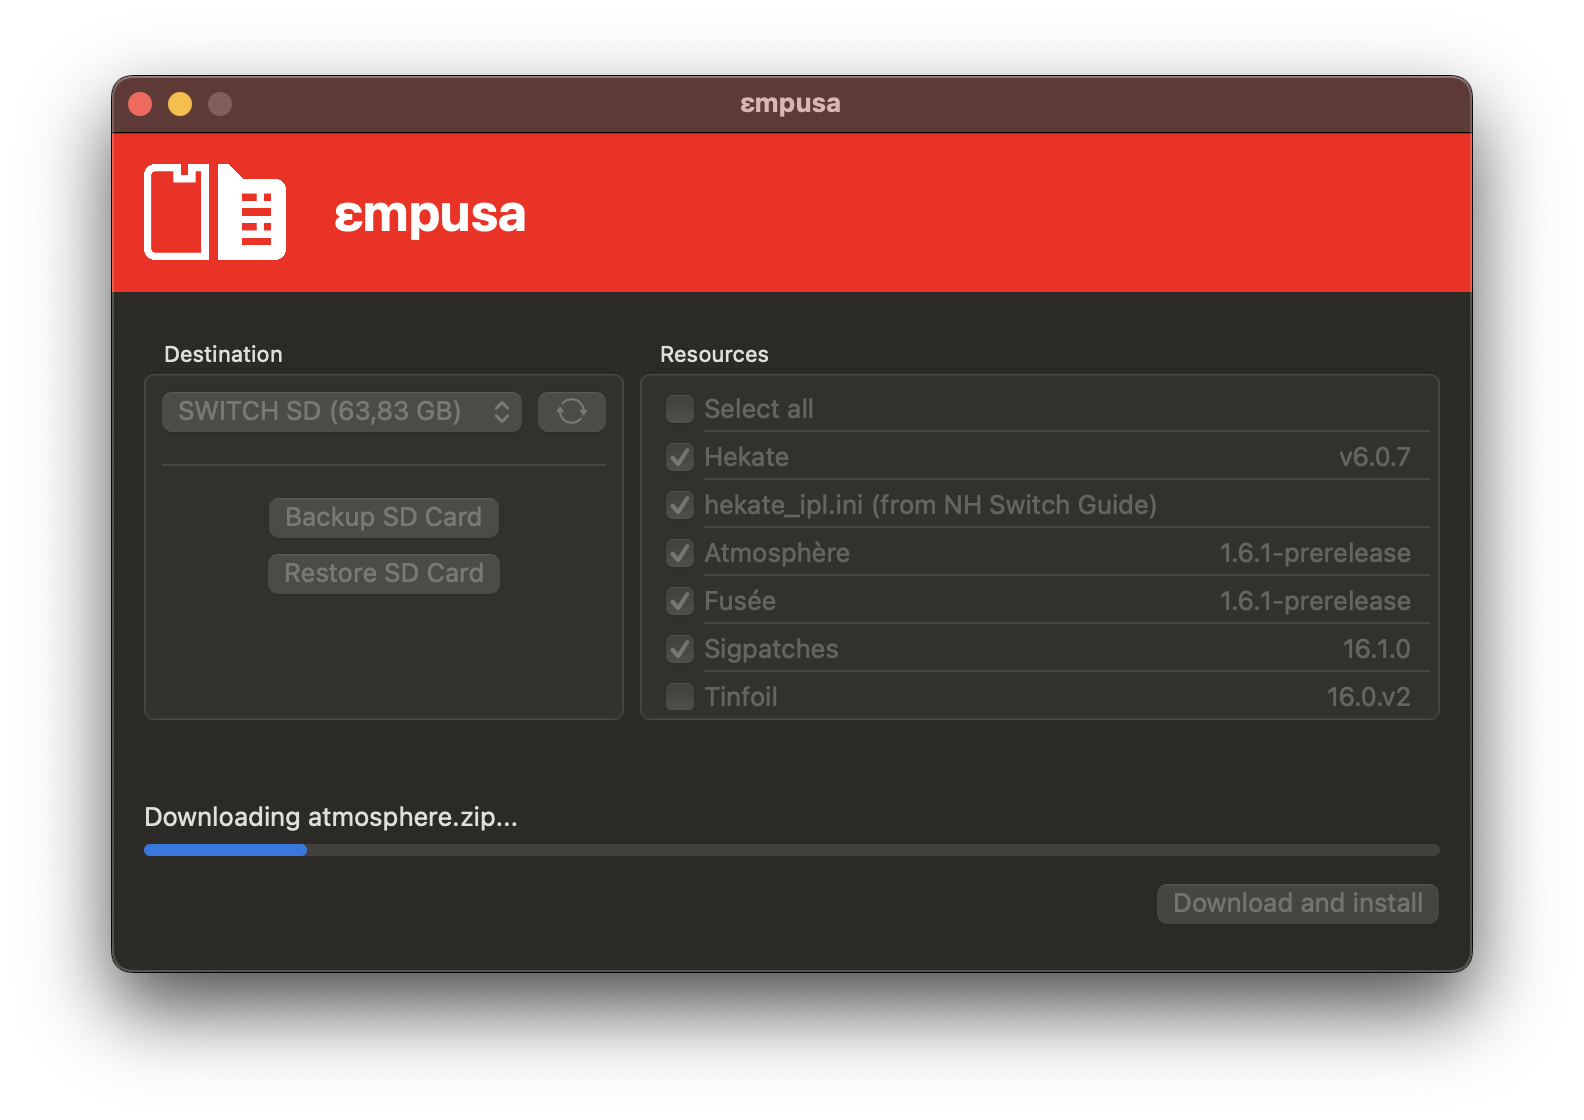 εmpusa
εmpusa
Destination
SWITCH SD (63,83 GB)
Backup SD Card
Restore SD Card
Resources
Select all
Hekate v6.0.7
hekate_ipl.ini (from NH Switch Guide)
Atmosphère 1.6.1-prerelease
Fusée 1.6.1-prerelease
Sigpatches 16.1.0
Tinfoil 16.0.v2
Downloading atmosphere.zip...
Download and install